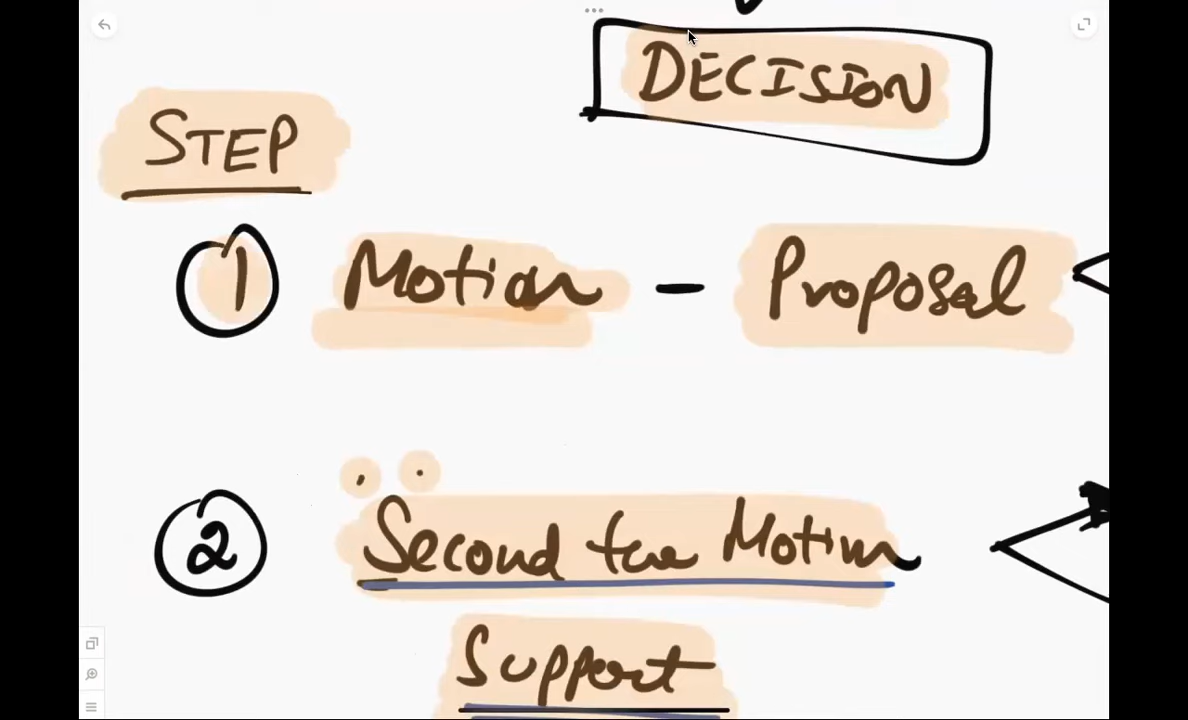 DECISION
STEP
1 Motion - Proposal
2 Second the Motion
Support